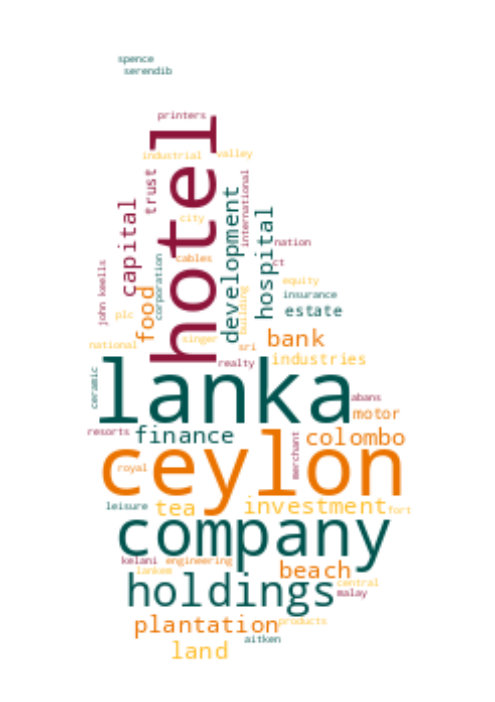 spence
serendib
printers
industrial
valley
hotel
trust
international
capital
development
city
hospital
nation
cables
corporation
ct
john keells
food
equity
building
insurance
plc
estate
singer
bank
national
sri
industries
realty
ceramic
lanka
abans
motor
resorts
finance
merchant
colombo
ceylon
royal
leisure
tea
investment
fort
company
kelani
engineering
lankem
beach
central
holdings
malay
plantation
products
aitken
land